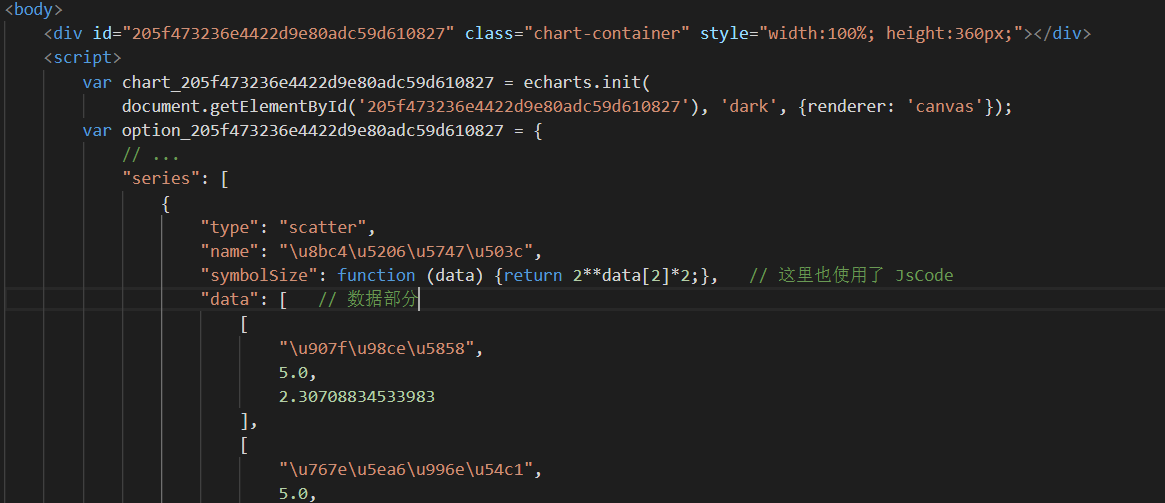 <body>
<div id="205f473236e4422d9e80adc59d610827" class="chart-container" style="width:100%; height:360px;"></div>
<script>
var chart_205f473236e4422d9e80adc59d610827 = echarts.init(
document.getElementById('205f473236e4422d9e80adc59d610827'), 'dark', {renderer: 'canvas'});
var option_205f473236e4422d9e80adc59d610827 = {
// ...
"series": [
{
"type": "scatter",
"name": "\u8bc4\u5206\u5747\u503c",
"symbolSize": function (data) {return 2**data[2]*2;}, // 这里也使用了 JsCode
"data": [ // 数据部分
[
"\u907f\u98ce\u5858",
5.0,
2.30708834533983
],
[
"\u767e\u5ea6\u996e\u54c1",
5.0,